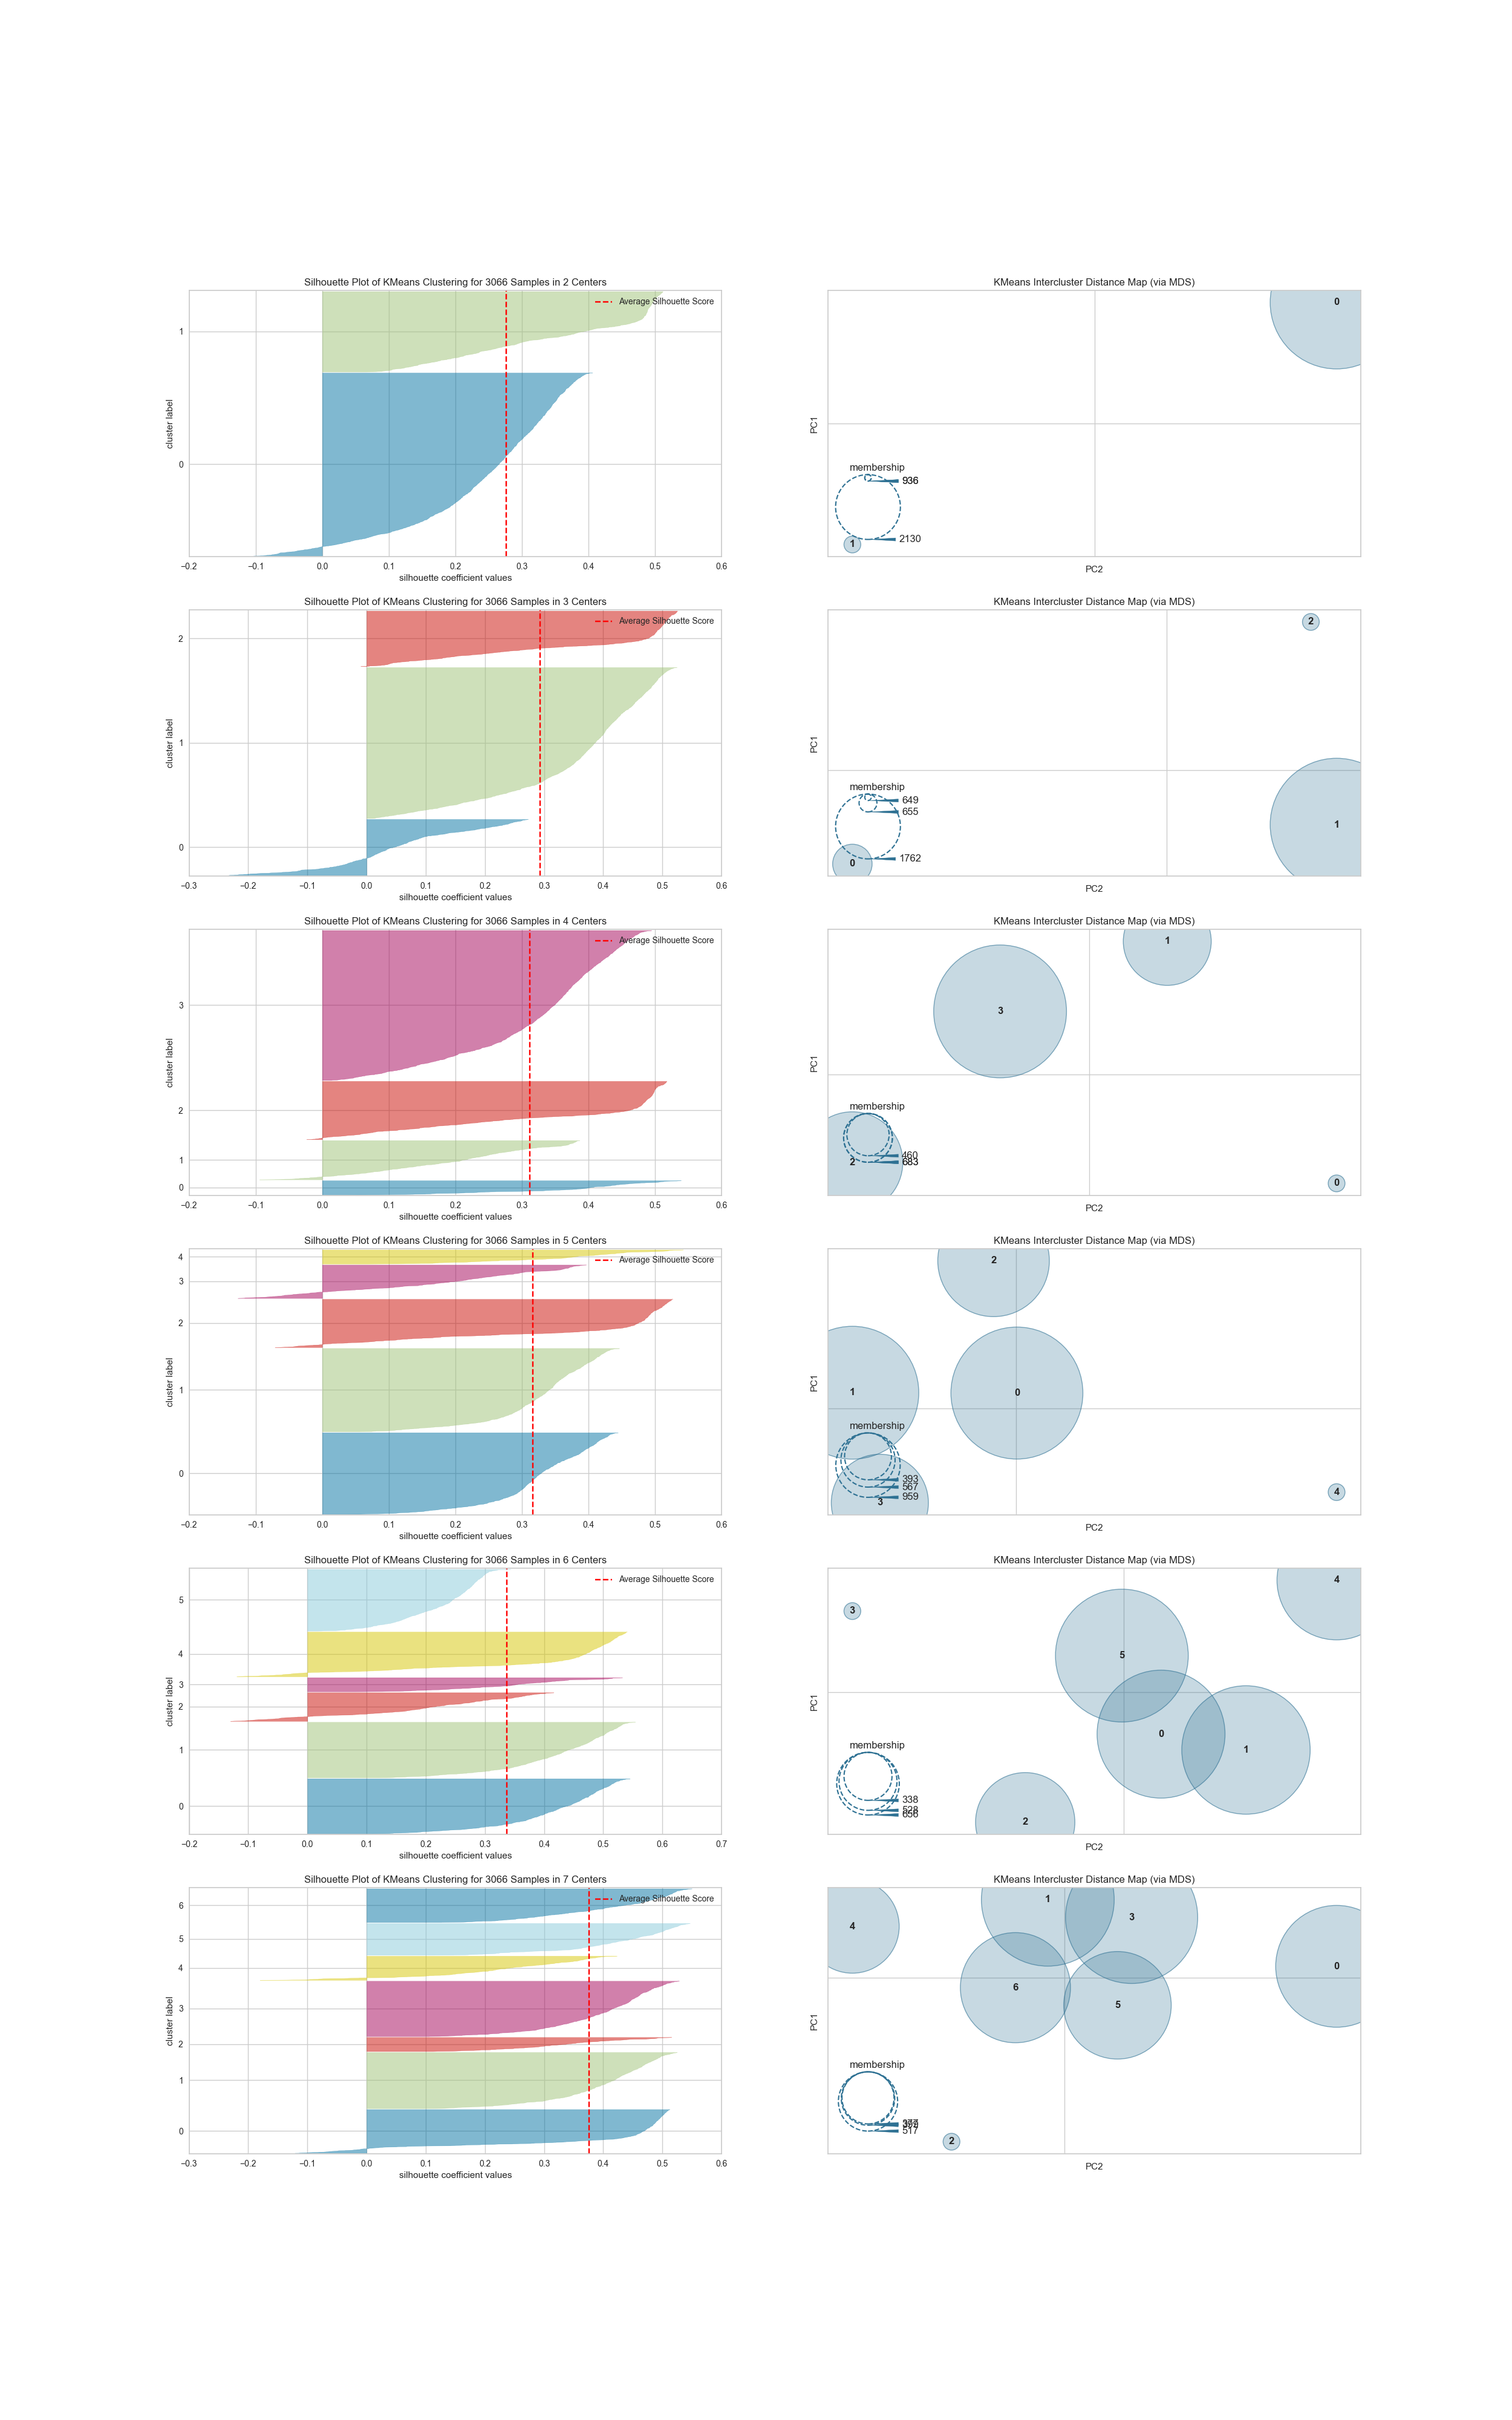 Silhouette Plot of KMeans Clustering for 3066 Samples in 2 Centers
Average Silhouette Score
1
0
cluster label
−0.2 −0.1 0.0 0.1 0.2 0.3 0.4 0.5 0.6
silhouette coefficient values
KMeans Intercluster Distance Map (via MDS)
0
PC1
membership
936
2130
1
PC2
Silhouette Plot of KMeans Clustering for 3066 Samples in 3 Centers
Average Silhouette Score
2
1
0
cluster label
−0.3 −0.2 −0.1 0.0 0.1 0.2 0.3 0.4 0.5 0.6
silhouette coefficient values
KMeans Intercluster Distance Map (via MDS)
2
PC1
membership
649
655
1
1762
0
PC2
Silhouette Plot of KMeans Clustering for 3066 Samples in 4 Centers
Average Silhouette Score
3
2
1
0
cluster label
−0.2 −0.1 0.0 0.1 0.2 0.3 0.4 0.5 0.6
silhouette coefficient values
KMeans Intercluster Distance Map (via MDS)
1
3
PC1
membership
460
2 683
0
PC2
Silhouette Plot of KMeans Clustering for 3066 Samples in 5 Centers
Average Silhouette Score
4
3
2
1
0
cluster label
−0.2 −0.1 0.0 0.1 0.2 0.3 0.4 0.5 0.6
silhouette coefficient values
KMeans Intercluster Distance Map (via MDS)
2
1 0
PC1
membership
393
567
959
3
4
PC2
Silhouette Plot of KMeans Clustering for 3066 Samples in 6 Centers
Average Silhouette Score
5
4
3
2
1
0
cluster label
−0.2 −0.1 0.0 0.1 0.2 0.3 0.4 0.5 0.6 0.7
silhouette coefficient values
KMeans Intercluster Distance Map (via MDS)
4
3
5
PC1
0
1
membership
338
528
656
2
PC2
Silhouette Plot of KMeans Clustering for 3066 Samples in 7 Centers
Average Silhouette Score
6
5
4
3
2
1
0
cluster label
−0.3 −0.2 −0.1 0.0 0.1 0.2 0.3 0.4 0.5 0.6
silhouette coefficient values
KMeans Intercluster Distance Map (via MDS)
1
3
4
0
6
5
PC1
membership
517
2
PC2